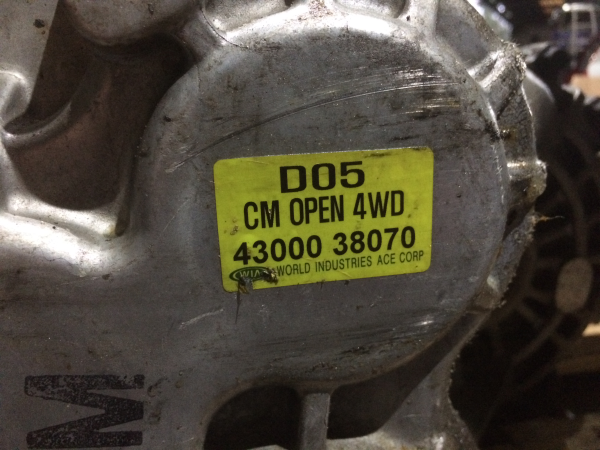 D05
CM OPEN 4WD
43000 38070
WIA WORLD INDUSTRIES ACE CORP
M